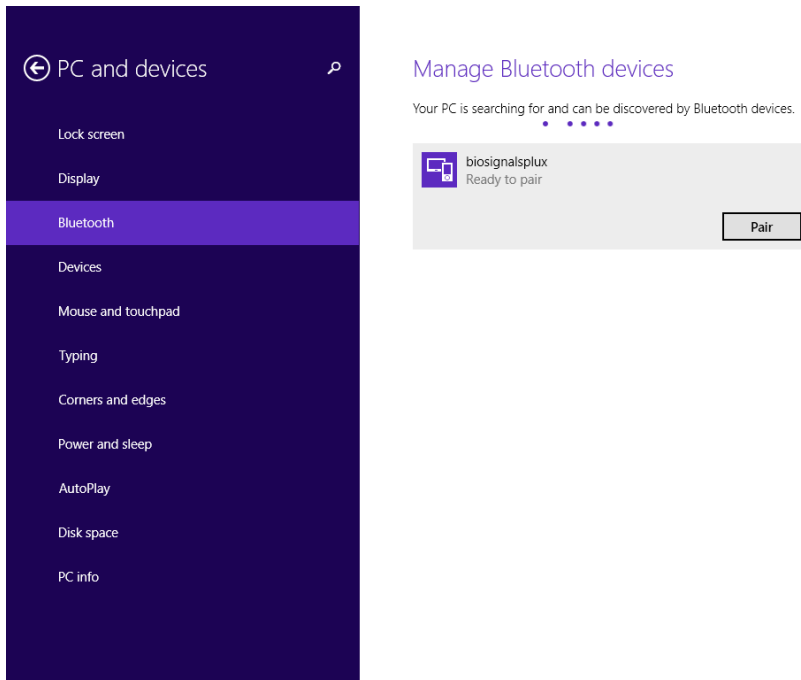 PC and devices
Lock screen
Display
Bluetooth
Devices
Mouse and touchpad
Typing
Corners and edges
Power and sleep
AutoPlay
Disk space
PC info
Manage Bluetooth devices
Your PC is searching for and can be discovered by Bluetooth devices.
biosignalsplux
Ready to pair
Pair